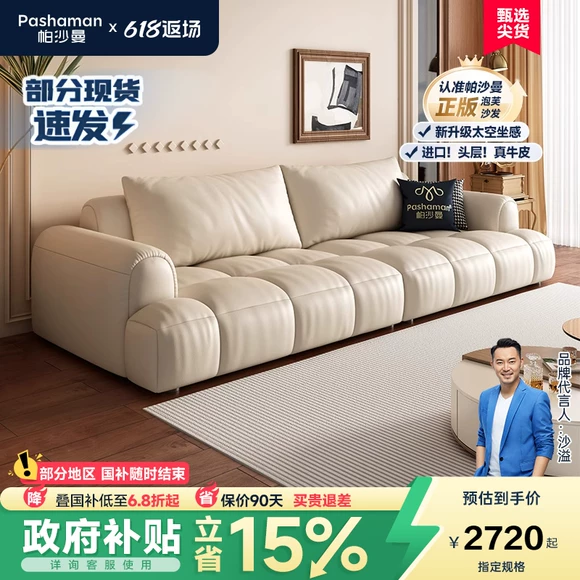 Pashaman
帕沙曼
x
618返场
甄选
尖货
部分现货
速发
认准帕沙曼
正版
泡芙
沙发
新升级太空坐感
进口!头层!真牛皮
Pashaman
帕沙曼
品牌代言人:沙溢
部分地区 国补随时结束
降 叠国补低至6.8折起
省 保价90天 买贵退差
政府补贴
详询客服使用
立省15%
预估到手价
¥2720起
指定规格